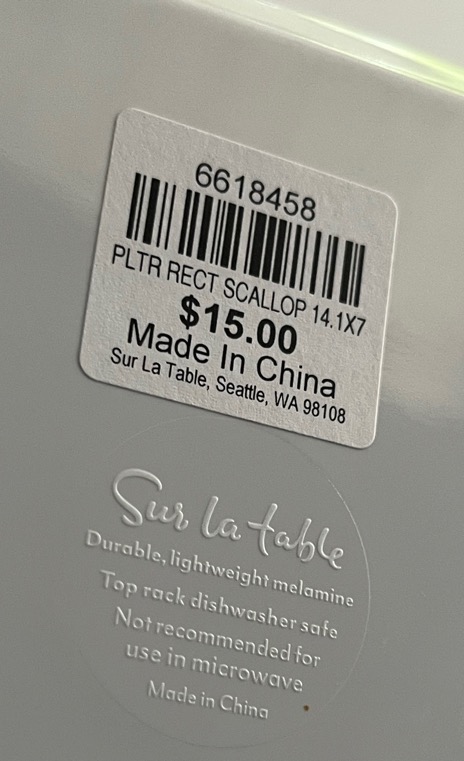 6618458
PLTR RECT SCALLOP 14.1X7
$15.00
Made In China
Sur La Table, Seattle, WA 98108
Sur la table
Durable, lightweight melamine
Top rack dishwasher safe
Not recommended for
use in microwave
Made in China